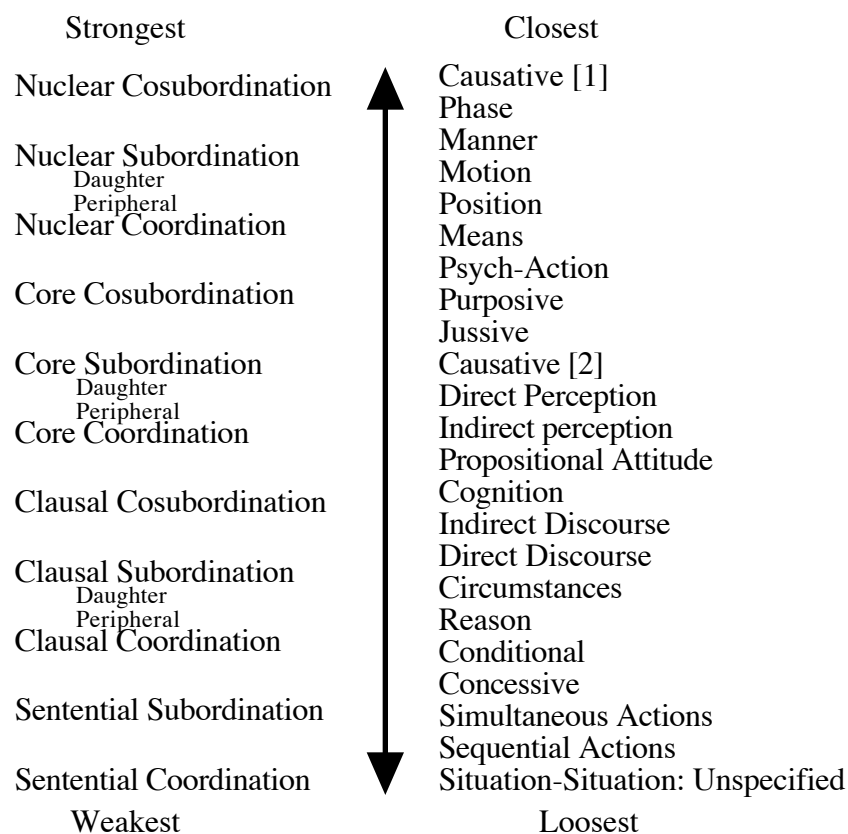 Strongest
Nuclear Cosubordination
Nuclear Subordination
Daughter
Peripheral
Nuclear Coordination
Core Cosubordination
Core Subordination
Daughter
Peripheral
Core Coordination
Clausal Cosubordination
Clausal Subordination
Daughter
Peripheral
Clausal Coordination
Sentential Subordination
Sentential Coordination
Weakest
Closest
Causative [1]
Phase
Manner
Motion
Position
Means
Psych-Action
Purposive
Jussive
Causative [2]
Direct Perception
Indirect perception
Propositional Attitude
Cognition
Indirect Discourse
Direct Discourse
Circumstances
Reason
Conditional
Concessive
Simultaneous Actions
Sequential Actions
Situation-Situation: Unspecified
Loosest